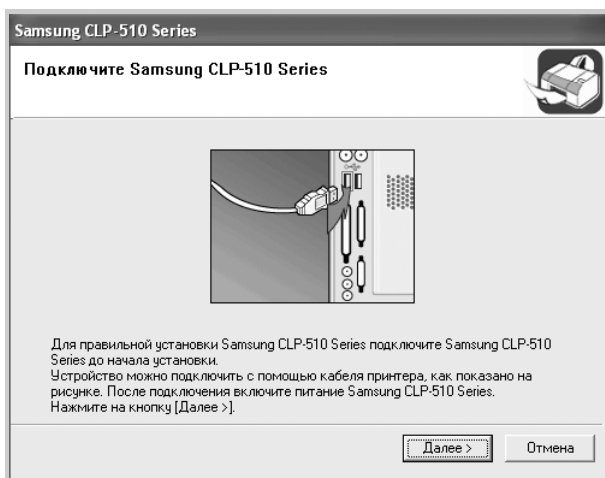 Samsung CLP-510 Series
Подключите Samsung CLP-510 Series
Для правильной установки Samsung CLP-510 Series подключите Samsung CLP-510
Series до начала установки.
Устройство можно подключить с помощью кабеля принтера, как показано на
рисунке. После подключения включите питание Samsung CLP-510 Series.
Нажмите на кнопку [Далее >].
Далее >
Отмена